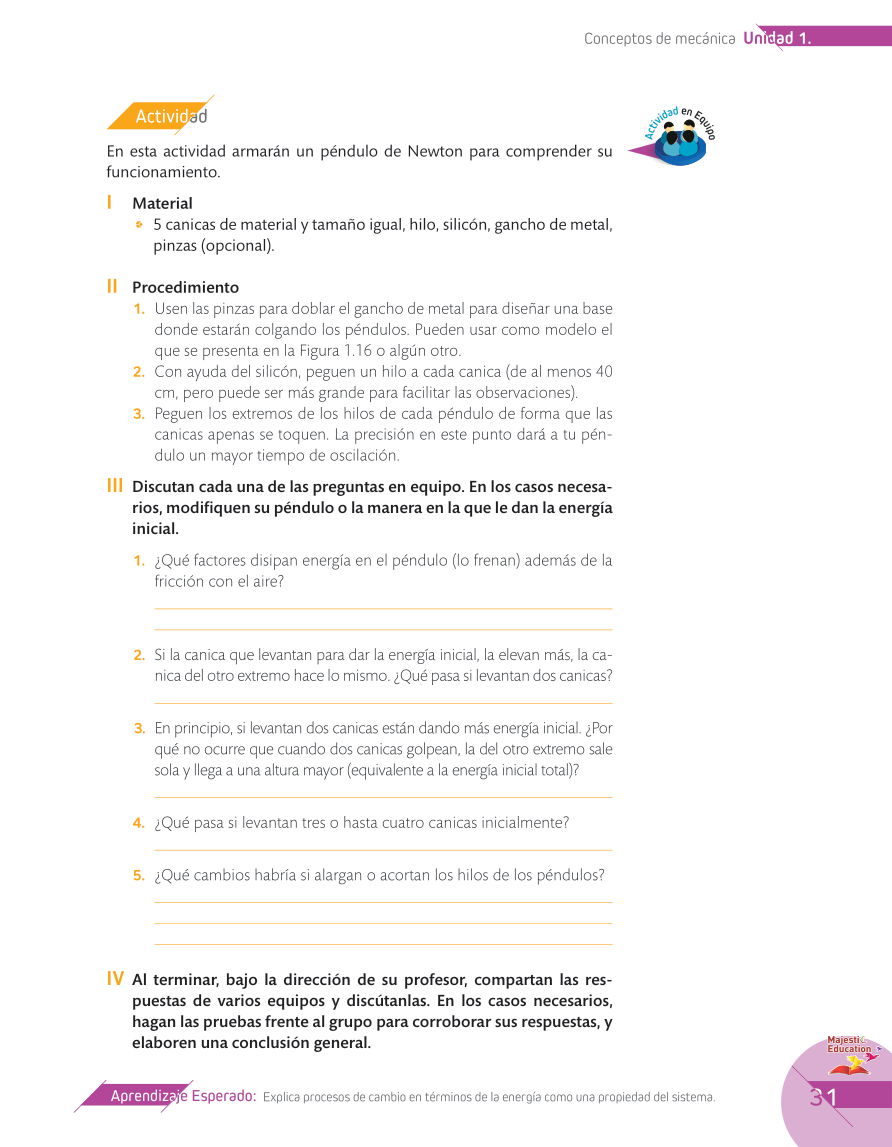 Conceptos de mecánica Unidad 1.
Actividad
Actividad en Equipo
En esta actividad armarán un péndulo de Newton para comprender su
funcionamiento.
I Material
5 canicas de material y tamaño igual, hilo, silicón, gancho de metal,
pinzas (opcional).
II Procedimiento
1. Usen las pinzas para doblar el gancho de metal para diseñar una base
donde estarán colgando los péndulos. Pueden usar como modelo el
que se presenta en la Figura 1.16 o algún otro.
2. Con ayuda del silicón, peguen un hilo a cada canica (de al menos 40
cm, pero puede ser más grande para facilitar las observaciones).
3. Peguen los extremos de los hilos de cada péndulo de forma que las
canicas apenas se toquen. La precisión en este punto dará a tu pén-
dulo un mayor tiempo de oscilación.
III Discutan cada una de las preguntas en equipo. En los casos necesa-
rios, modifiquen su péndulo o la manera en la que le dan la energía
inicial.
1. ¿Qué factores disipan energía en el péndulo (lo frenan) además de la
fricción con el aire?
2. Si la canica que levantan para dar la energía inicial, la elevan más, la ca-
nica del otro extremo hace lo mismo. ¿Qué pasa si levantan dos canicas?
3. En principio, si levantan dos canicas están dando más energía inicial. ¿Por
qué no ocurre que cuando dos canicas golpean, la del otro extremo sale
sola y llega a una altura mayor (equivalente a la energía inicial total)?
4. ¿Qué pasa si levantan tres o hasta cuatro canicas inicialmente?
5. ¿Qué cambios habría si alargan o acortan los hilos de los péndulos?
IV Al terminar, bajo la dirección de su profesor, compartan las res-
puestas de varios equipos y discútanlas. En los casos necesarios,
hagan las pruebas frente al grupo para corroborar sus respuestas, y
elaboren una conclusión general.
Majestic
Education
Aprendizaje Esperado: Explica procesos de cambio en términos de la energía como una propiedad del sistema.
31